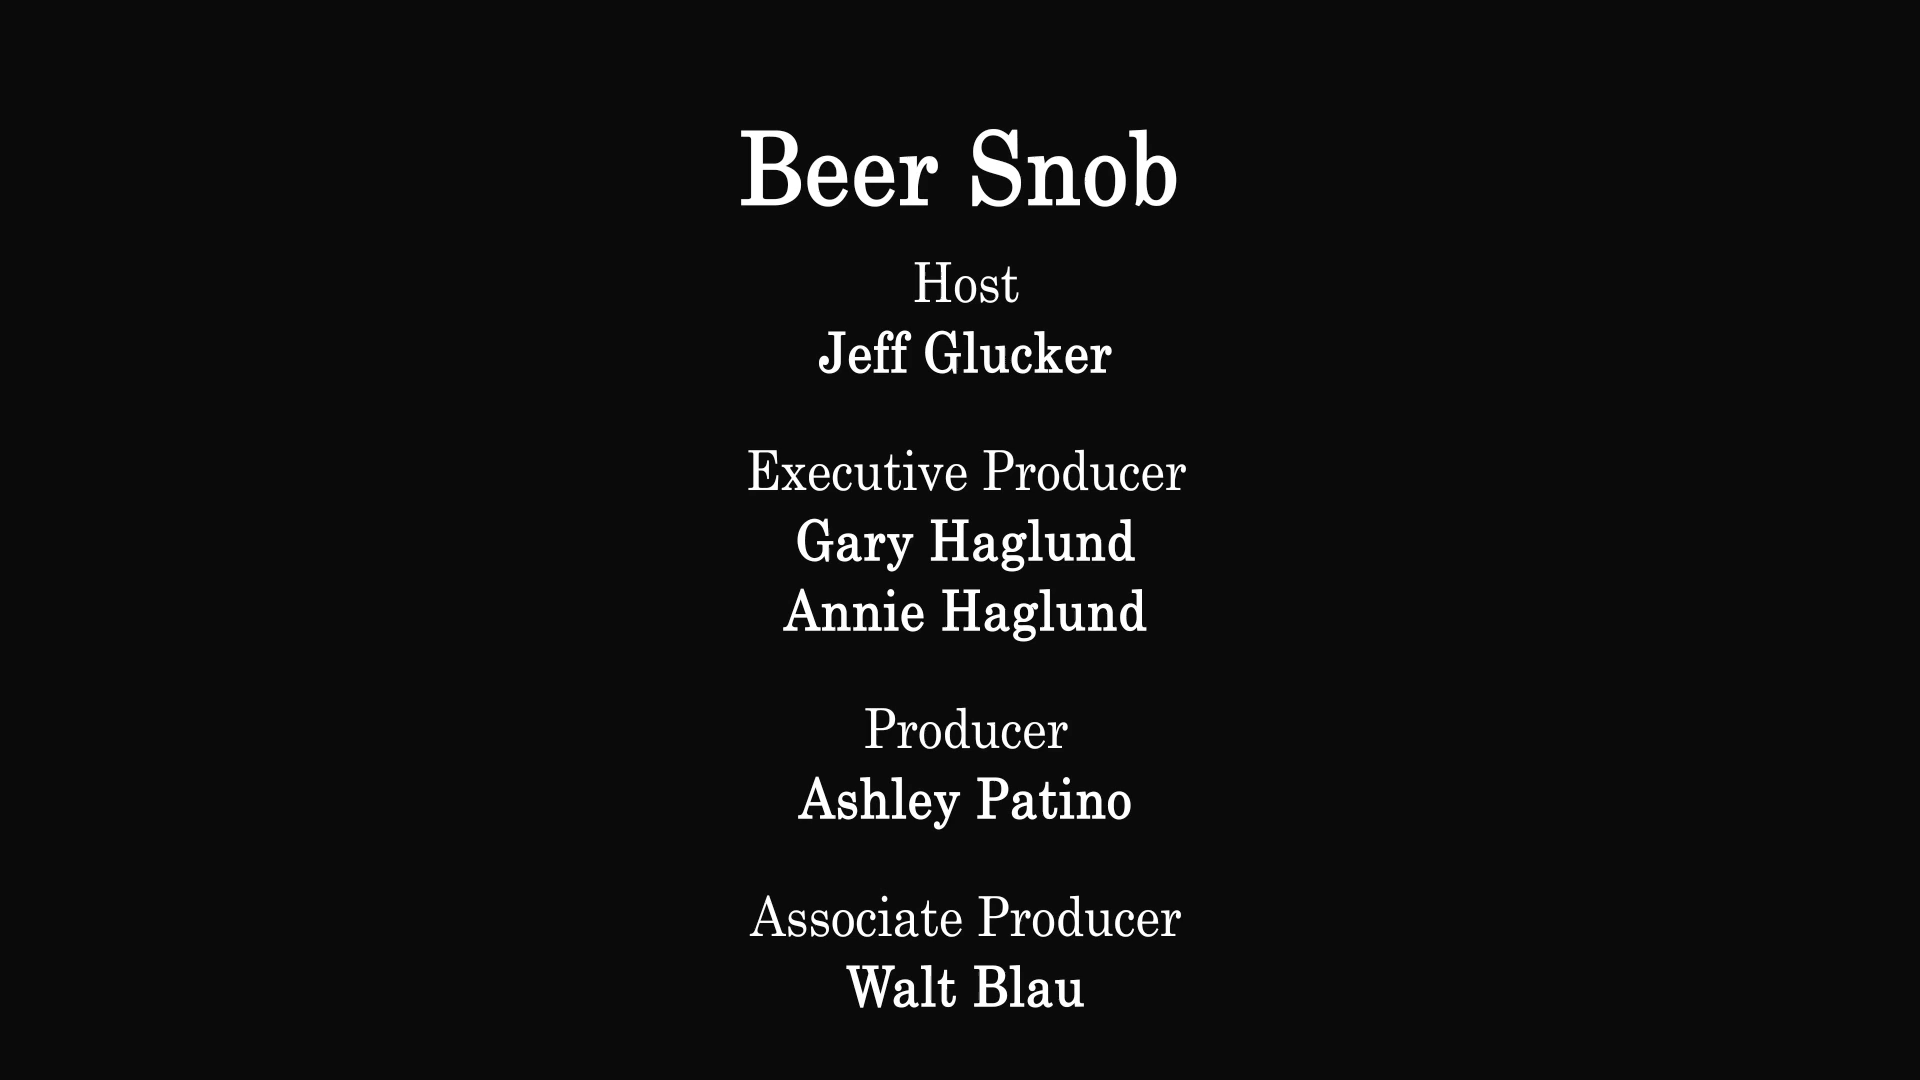 Beer Snob
Host
Jeff Glucker
Executive Producer
Gary Haglund
Annie Haglund
Producer
Ashley Patino
Associate Producer
Walt Blau